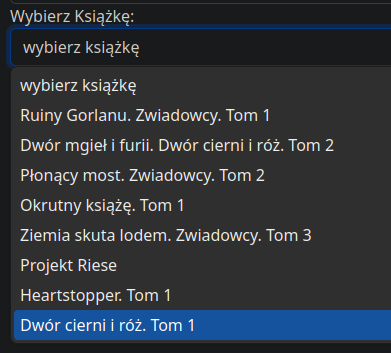 Wybierz Książkę:
wybierz książkę
wybierz książkę
Ruiny Gorlanu. Zwiadowcy. Tom 1
Dwór mgieł i furii. Dwór cierni i róż. Tom 2
Płonący most. Zwiadowcy. Tom 2
Okrutny książę. Tom 1
Ziemia skuta lodem. Zwiadowcy. Tom 3
Projekt Riese
Heartstopper. Tom 1
Dwór cierni i róż. Tom 1